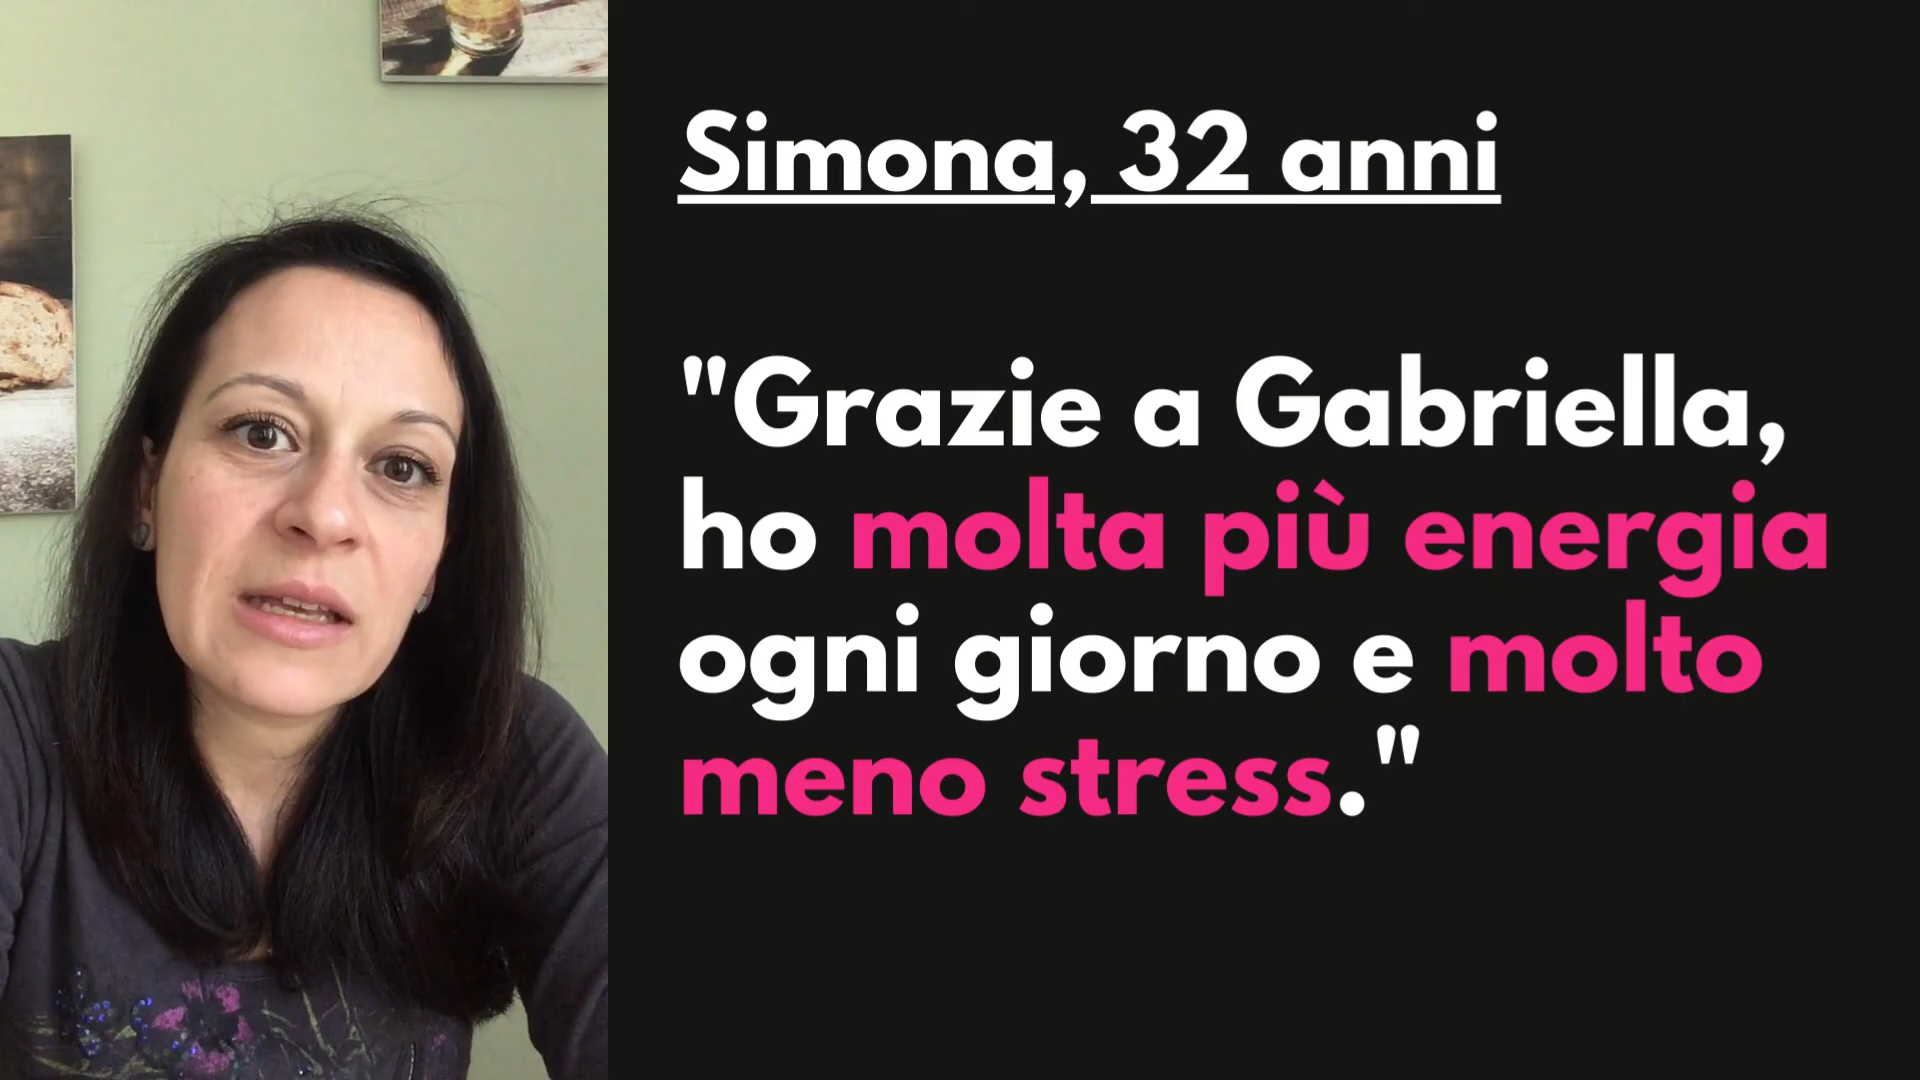 Simona, 32 anni
"Grazie a Gabriella,
ho molta più energia
ogni giorno e molto
meno stress."